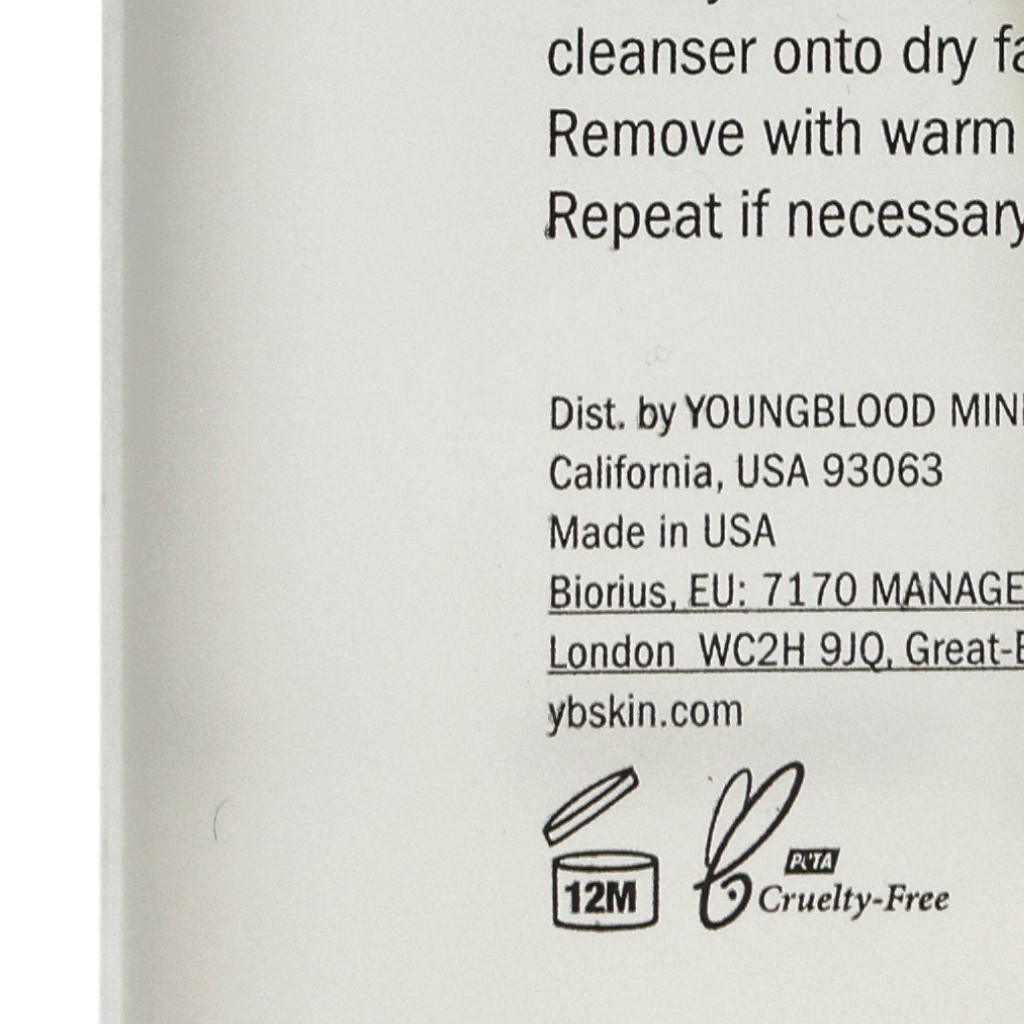 cleanser onto dry fa
Remove with warm
Repeat if necessary
Dist. by YOUNGBLOOD MIN
California, USA 93063
Made in USA
Biorius, EU: 7170 MANAGE
London WC2H 9JQ, Great-B
ybskin.com
12M
PETA
Cruelty-Free